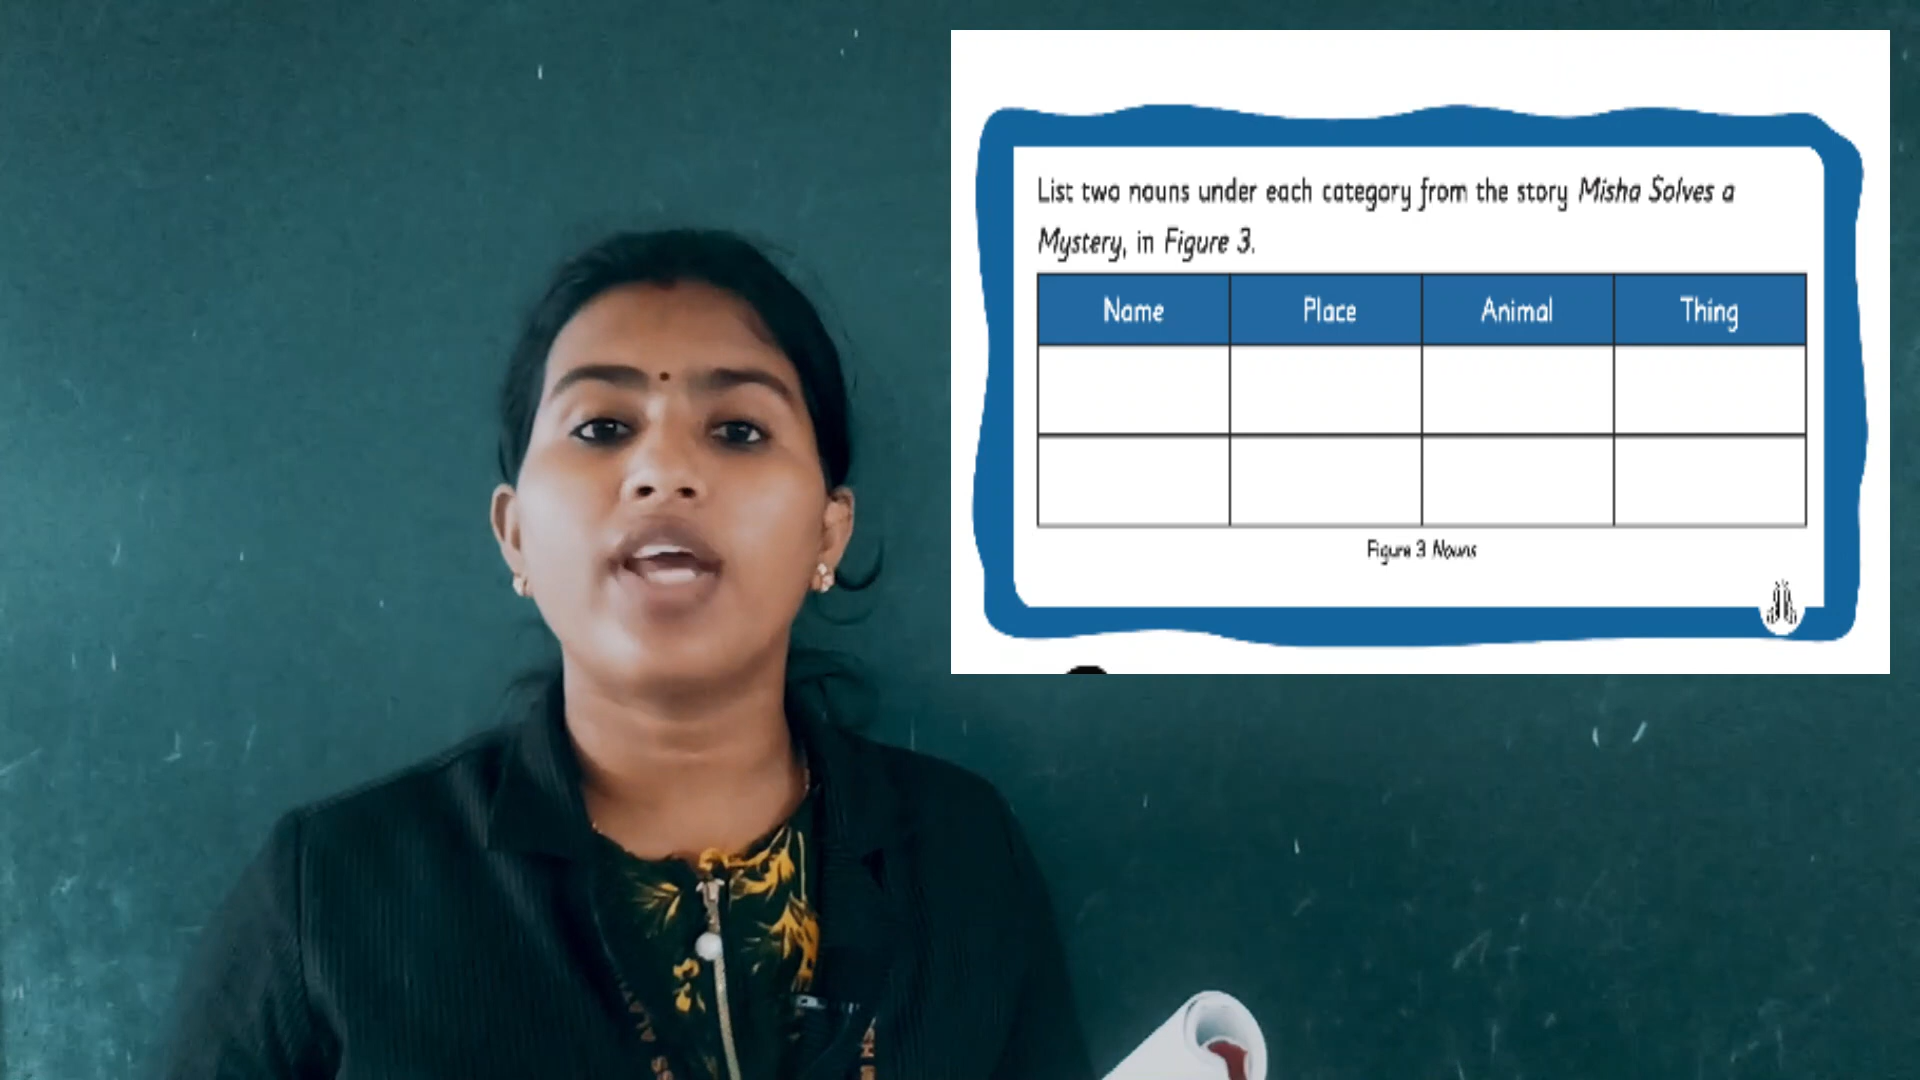 List two nouns under each category from the story Misha Solves a
Mystery, in Figure 3.
Name Place Animal Thing
Figure 3 Nouns